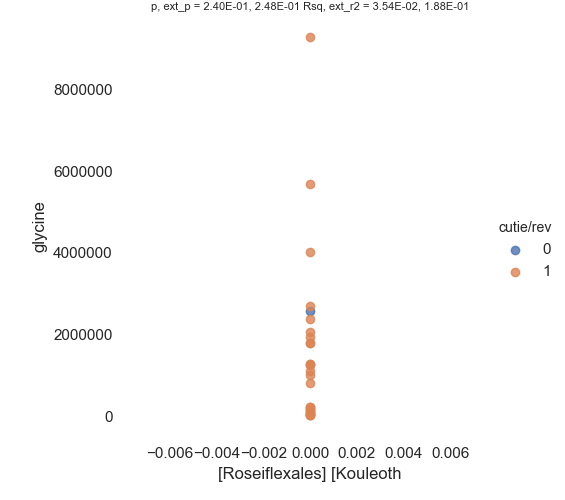 p, ext_p = 2.40E-01, 2.48E-01 Rsq, ext_r2 = 3.54E-02, 1.88E-01
8000000
6000000
4000000
2000000
0
glycine
cutie/rev
0
1
−0.006 −0.004 −0.002 0.000 0.002 0.004 0.006
[Roseiflexales] [Kouleoth